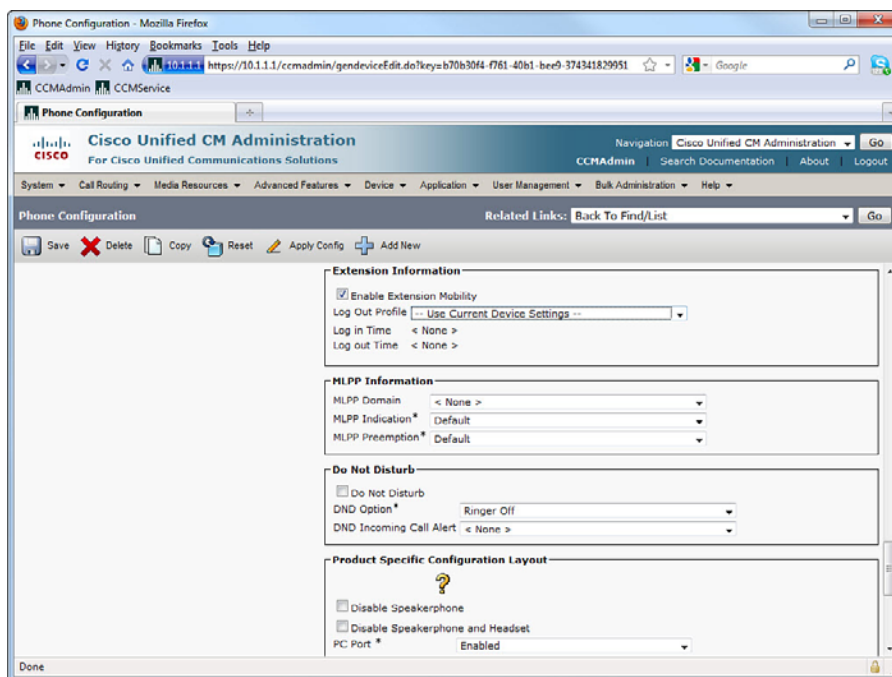 Phone Configuration - Mozilla Firefox
File Edit View History Bookmarks Tools Help
10.1.1.1 https://10.1.1.1/ccmadmin/gendeviceEdit.do?key=b70b30f4-f761-40b1-bee9-374341829951 Google
CCMAdmin CCMService
Phone Configuration
CISCO Cisco Unified CM Administration
For Cisco Unified Communications Solutions
Navigation Cisco Unified CM Administration Go
CCMAdmin | Search Documentation | About | Logout
System Call Routing Media Resources Advanced Features Device Application User Management Bulk Administration Help
Phone Configuration Related Links: Back To Find/List Go
Save Delete Copy Reset Apply Config Add New
Extension Information
Enable Extension Mobility
Log Out Profile -- Use Current Device Settings --
Log in Time < None >
Log out Time < None >
MLPP Information
MLPP Domain < None >
MLPP Indication* Default
MLPP Preemption* Default
Do Not Disturb
Do Not Disturb
DND Option* Ringer Off
DND Incoming Call Alert < None >
Product Specific Configuration Layout
?
Disable Speakerphone
Disable Speakerphone and Headset
PC Port * Enabled
Done